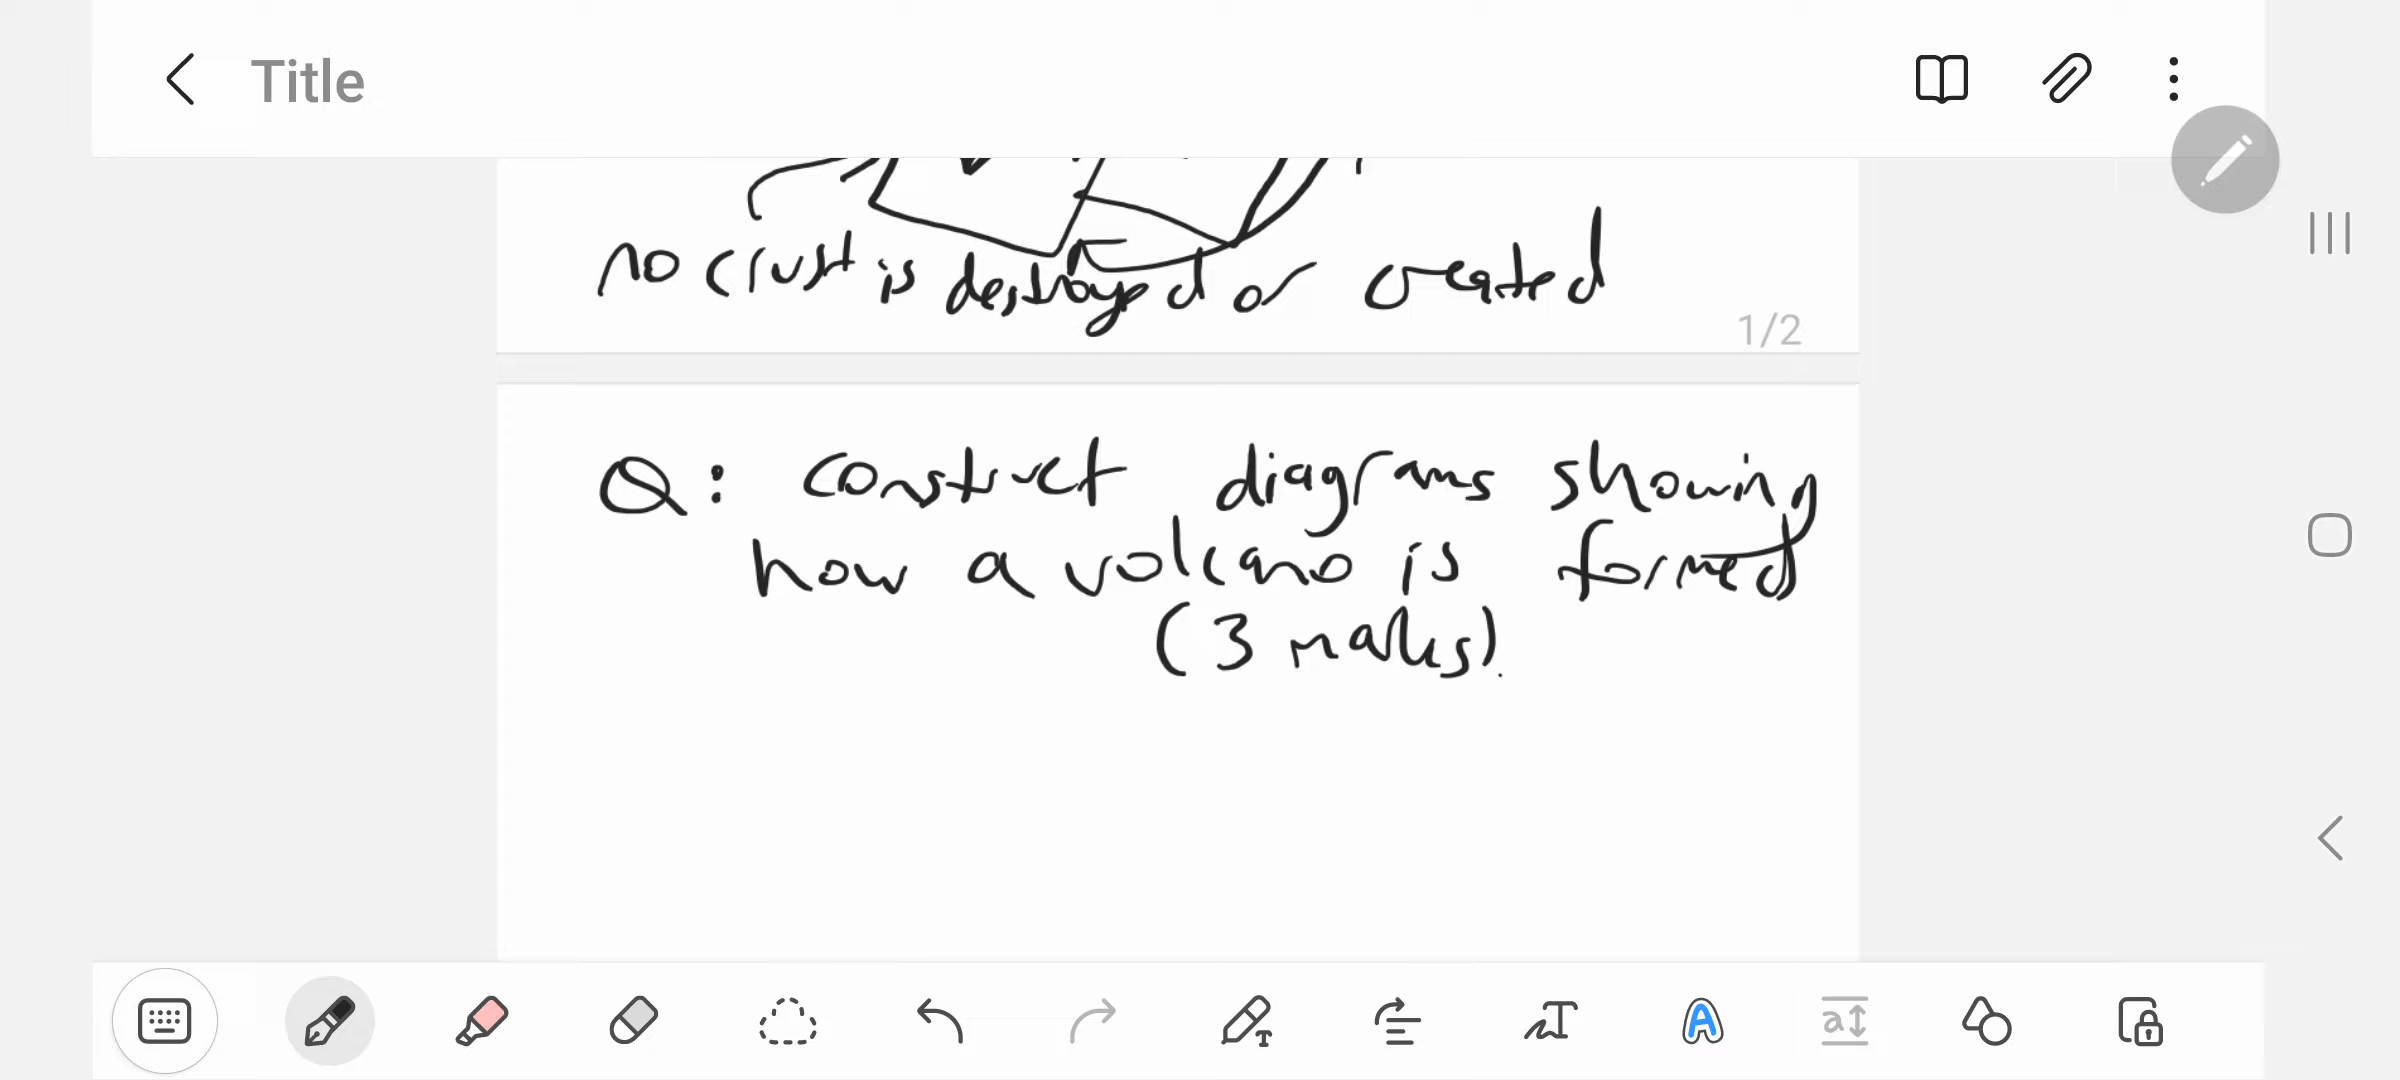 Title
no crust is destroyed or created
1/2
Q: construct diagrams showing
how a volcano is formed
(3 marks).